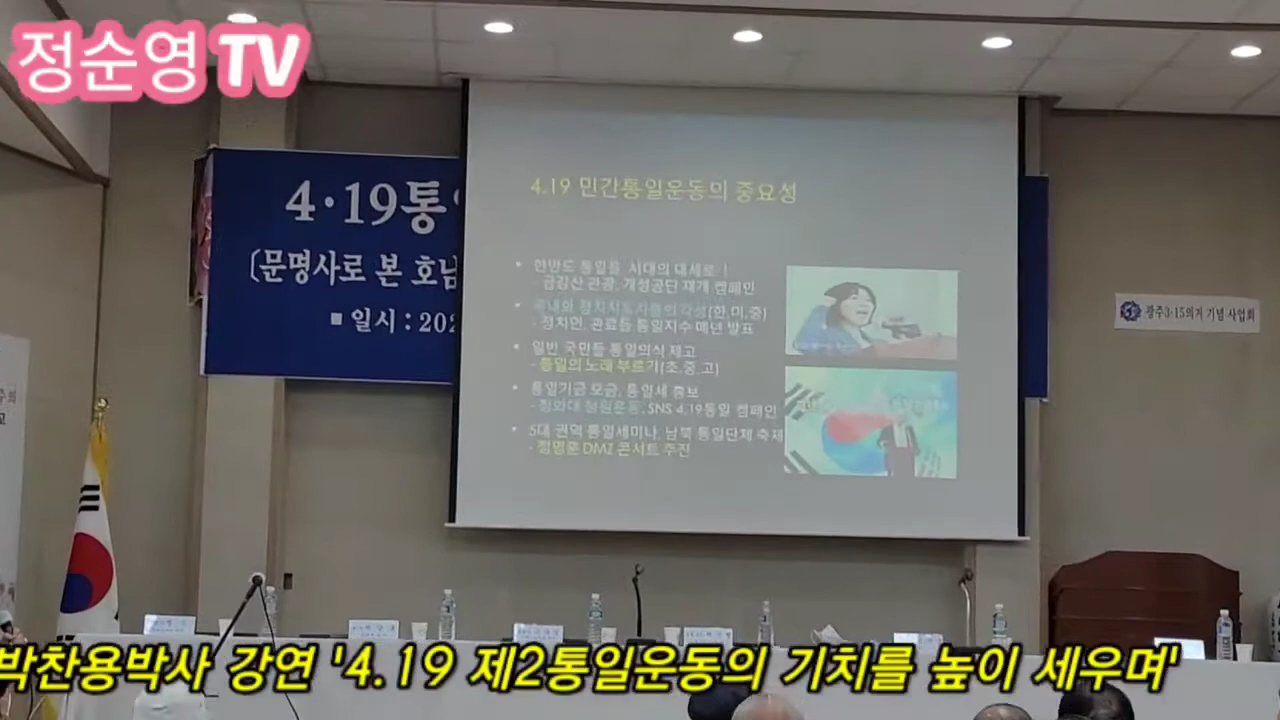 정순영 TV
4·19통
[문명사로 본 호남
■ 일시 : 202
4.19 민간통일운동의 중요성
• 한반도 통일을 시대의 대세로 !
금강산 관광, 개성공단 재개 캠페인
• 국내외 정치지도자들의 각성(한,미,중)
- 정치인, 관료들 통일지수 매년 발표
• 일반 국민들 통일의식 제고
- 통일의 노래 부르기(초,중,고)
• 통일기금 모금, 통일세 홍보
- 청와대 청원운동, SNS 4.19통일 캠페인
• 5대 권역 통일세미나, 남북 통일단체 축제
- 정명훈 DMZ 콘서트 추진
광주3·15의거 기념 사업회
박찬용박사 강연 '4.19 제2통일운동의 기치를 높이 세우며'